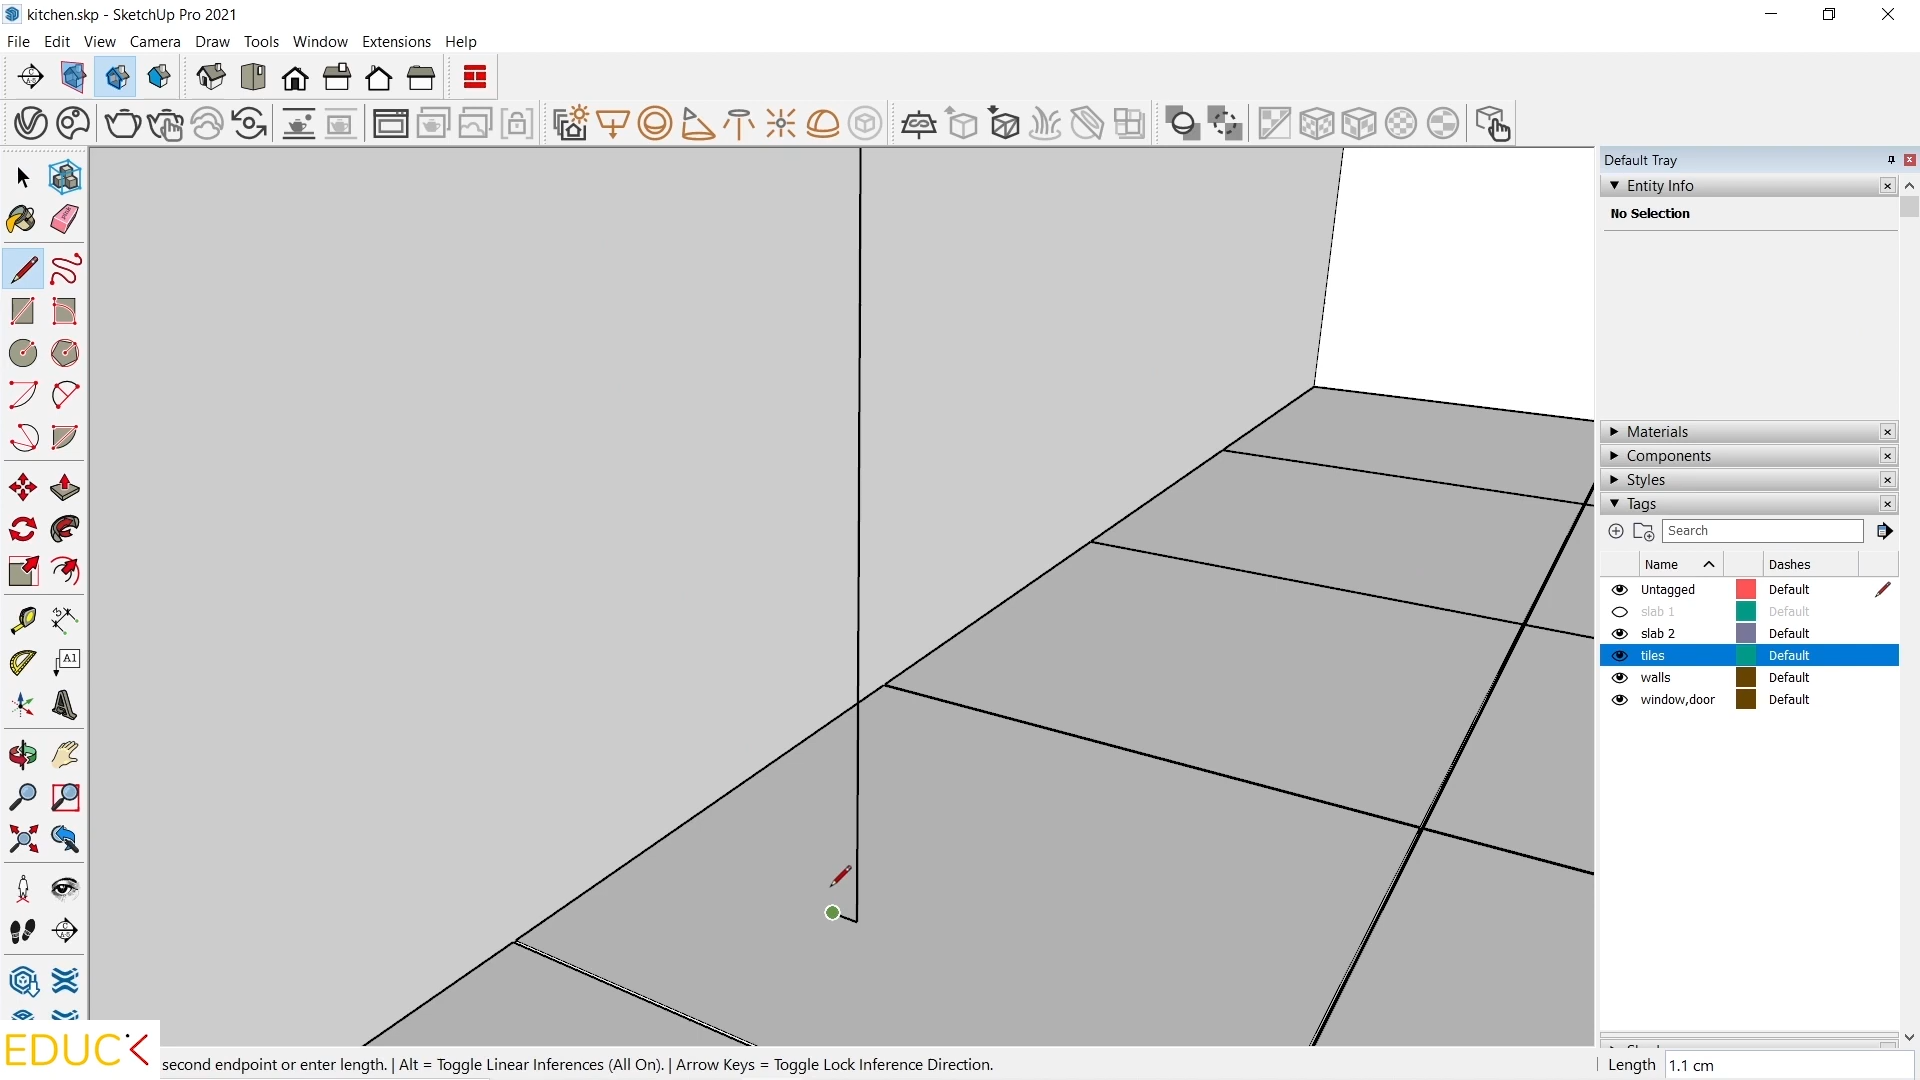 kitchen.skp - SketchUp Pro 2021
File Edit View Camera Draw Tools Window Extensions Help
Default Tray
Entity Info
No Selection
Materials
Components
Styles
Tags
Search
Name Dashes
Untagged Default
slab 1 Default
slab 2 Default
tiles Default
walls Default
window,door Default
A1
EDUC
second endpoint or enter length. | Alt = Toggle Linear Inferences (All On). | Arrow Keys = Toggle Lock Inference Direction.
Length 1.1 cm